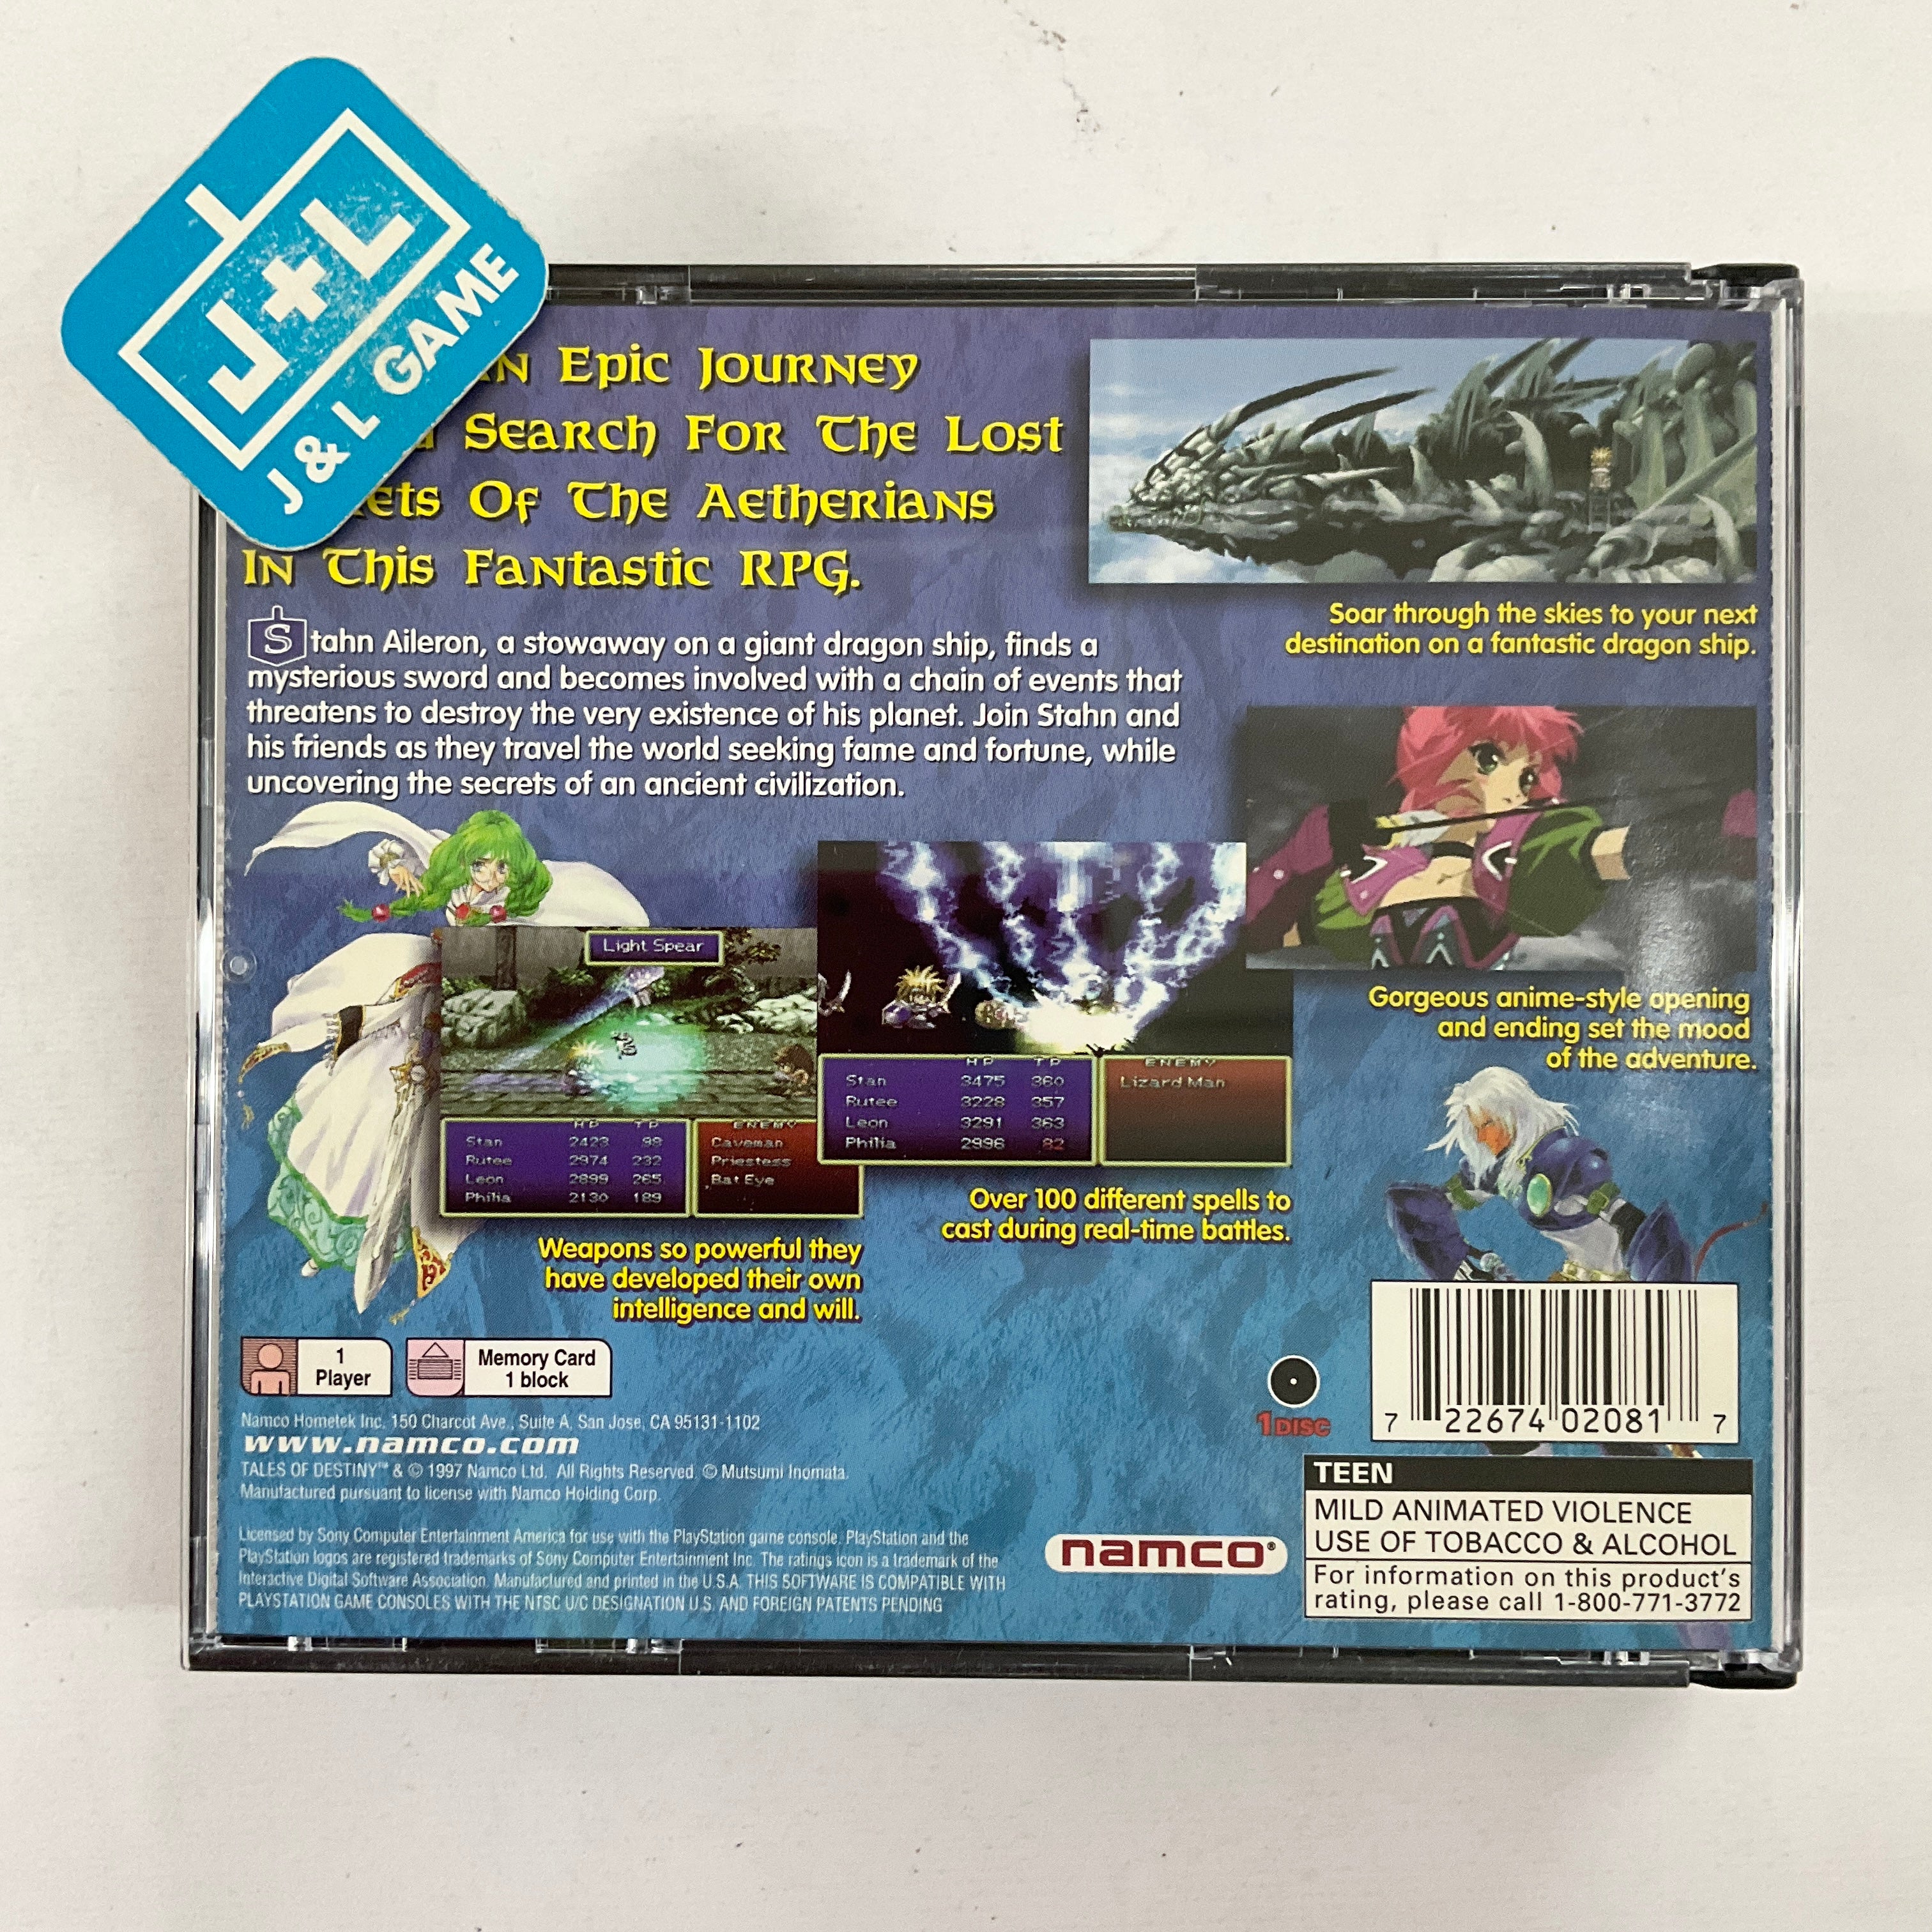 J+L
J & L GAME
Epic Journey
Search For The Lost
Of The Aetherians
In This Fantastic RPG.
Stahn Aileron, a stowaway on a giant dragon ship, finds a
mysterious sword and becomes involved with a chain of events that
threatens to destroy the very existence of his planet. Join Stahn and
his friends as they travel the world seeking fame and fortune, while
uncovering the secrets of an ancient civilization.
Soar through the skies to your next
destination on a fantastic dragon ship.
Gorgeous anime-style opening
and ending set the mood
of the adventure.
Light Spear
HP TP ENEMY
Stan 2423 98 Caveman
Rutee 2974 232 Priestess
Leon 2899 265 Bat Eye
Philia 2130 189
Weapons so powerful they
have developed their own
intelligence and will.
HP TP ENEMY
Stan 3475 360 Lizard Man
Rutee 3228 357
Leon 3291 363
Philia 2996 82
Over 100 different spells to
cast during real-time battles.
1
Player
Memory Card
1 block
Namco Hometek Inc. 150 Charcot Ave., Suite A, San Jose, CA 95131-1102
www.namco.com
TALES OF DESTINY™ & © 1997 Namco Ltd. All Rights Reserved. © Mutsumi Inomata.
Manufactured pursuant to license with Namco Holding Corp.
Licensed by Sony Computer Entertainment America for use with the PlayStation game console. PlayStation and the
PlayStation logos are registered trademarks of Sony Computer Entertainment Inc. The ratings icon is a trademark of the
Interactive Digital Software Association. Manufactured and printed in the U.S.A. THIS SOFTWARE IS COMPATIBLE WITH
PLAYSTATION GAME CONSOLES WITH THE NTSC U/C DESIGNATION U.S. AND FOREIGN PATENTS PENDING
namco®
1 DISC
7 22674 02081 7
TEEN
MILD ANIMATED VIOLENCE
USE OF TOBACCO & ALCOHOL
For information on this product's
rating, please call 1-800-771-3772